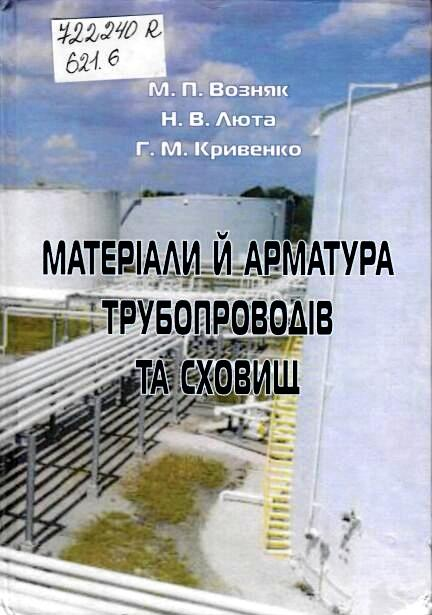 722240 R
621.6
М. П. Возняк
Н. В. Люта
Г. М. Кривенко
МАТЕРІАЛИ Й АРМАТУРА
ТРУБОПРОВОДІВ
ТА СХОВИЩ